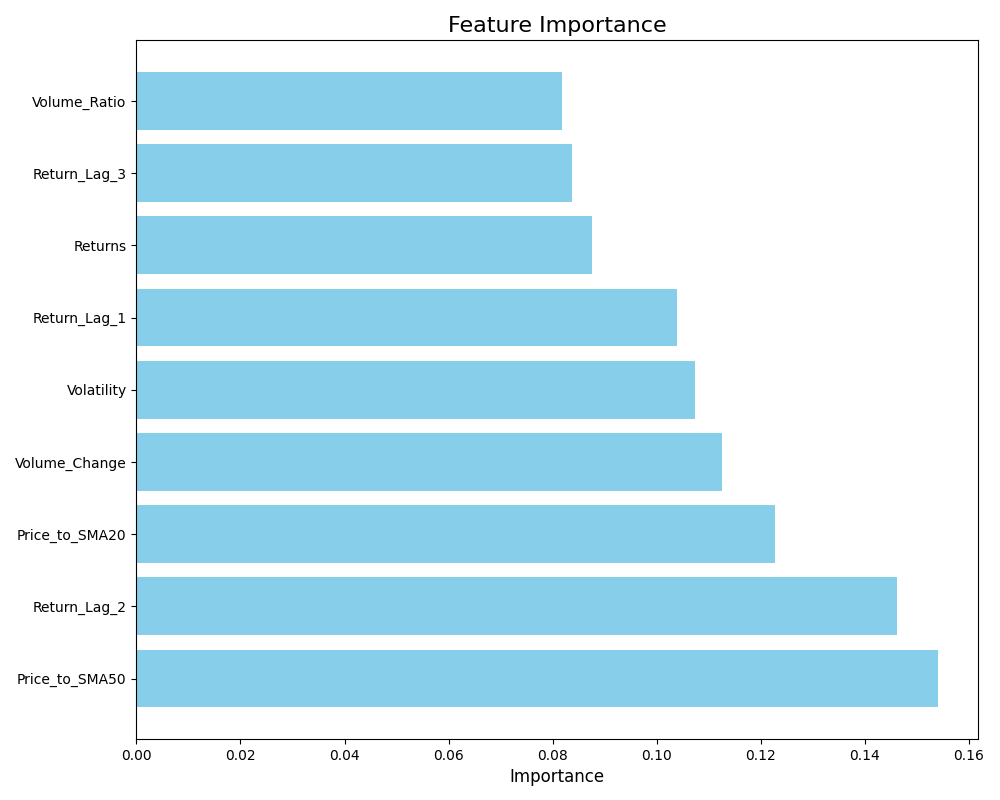 Feature Importance
Volume_Ratio
Return_Lag_3
Returns
Return_Lag_1
Volatility
Volume_Change
Price_to_SMA20
Return_Lag_2
Price_to_SMA50
0.00 0.02 0.04 0.06 0.08 0.10 0.12 0.14 0.16
Importance